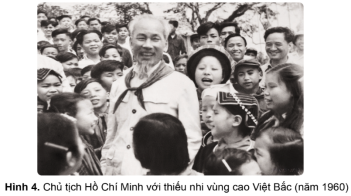 Hình 4. Chủ tịch Hồ Chí Minh với thiếu nhi vùng cao Việt Bắc (năm 1960)